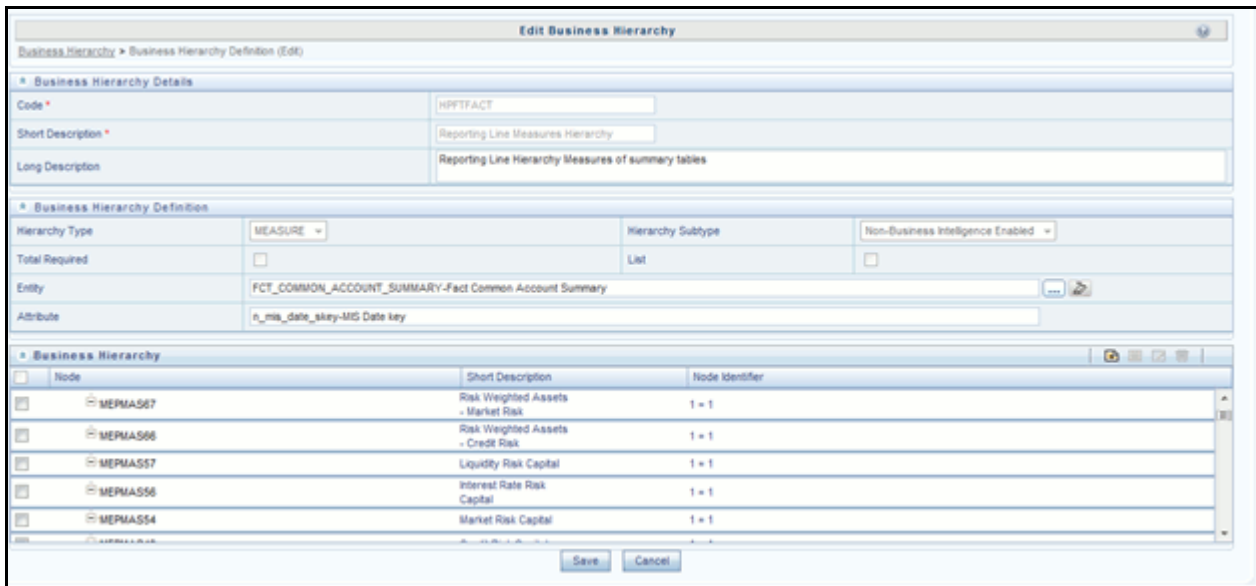 Edit Business Hierarchy
Business Hierarchy > Business Hierarchy Definition (Edit)
Business Hierarchy Details
Code * HPFTFACT
Short Description * Reporting Line Measures Hierarchy
Long Description Reporting Line Hierarchy Measures of summary tables
Business Hierarchy Definition
Hierarchy Type MEASURE Hierarchy Subtype Non-Business Intelligence Enabled
Total Required List
Entity FCT_COMMON_ACCOUNT_SUMMARY-Fact Common Account Summary ...
Attribute n_mis_date_skey-MIS Date key
Business Hierarchy
Node Short Description Node Identifier
MEPMAS67 Risk Weighted Assets - Market Risk 1 = 1
MEPMAS66 Risk Weighted Assets - Credit Risk 1 = 1
MEPMAS57 Liquidity Risk Capital 1 = 1
MEPMAS56 Interest Rate Risk Capital 1 = 1
MEPMAS54 Market Risk Capital 1 = 1
Save Cancel